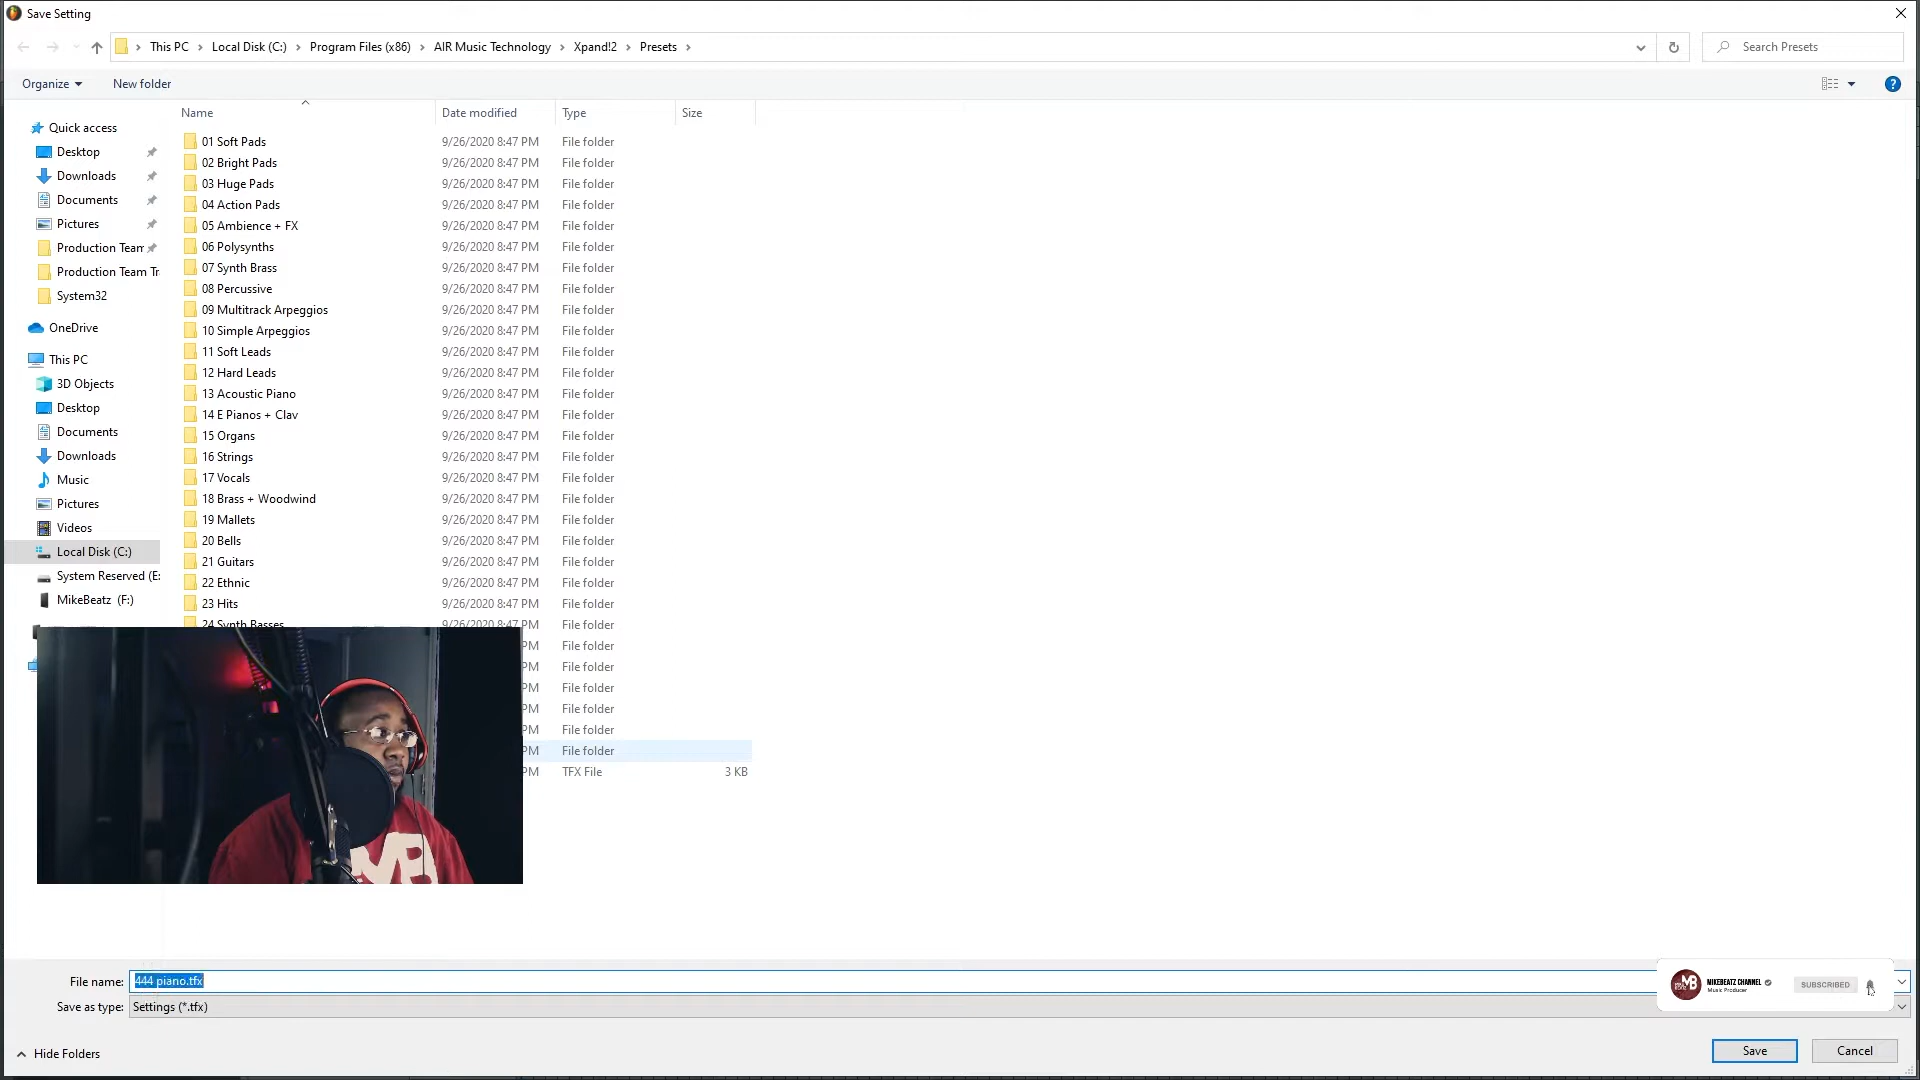 Save Setting
This PC > Local Disk (C:) > Program Files (x86) > AIR Music Technology > Xpand!2 > Presets >
Search Presets
Organize
New folder
Name
Date modified
Type
Size
Quick access
Desktop
Downloads
Documents
Pictures
Production Team
Production Team Tr
System32
OneDrive
This PC
3D Objects
Desktop
Documents
Downloads
Music
Pictures
Videos
Local Disk (C:)
System Reserved (E:
MikeBeatz (F:)
01 Soft Pads 9/26/2020 8:47 PM File folder
02 Bright Pads 9/26/2020 8:47 PM File folder
03 Huge Pads 9/26/2020 8:47 PM File folder
04 Action Pads 9/26/2020 8:47 PM File folder
05 Ambience + FX 9/26/2020 8:47 PM File folder
06 Polysynths 9/26/2020 8:47 PM File folder
07 Synth Brass 9/26/2020 8:47 PM File folder
08 Percussive 9/26/2020 8:47 PM File folder
09 Multitrack Arpeggios 9/26/2020 8:47 PM File folder
10 Simple Arpeggios 9/26/2020 8:47 PM File folder
11 Soft Leads 9/26/2020 8:47 PM File folder
12 Hard Leads 9/26/2020 8:47 PM File folder
13 Acoustic Piano 9/26/2020 8:47 PM File folder
14 E Pianos + Clav 9/26/2020 8:47 PM File folder
15 Organs 9/26/2020 8:47 PM File folder
16 Strings 9/26/2020 8:47 PM File folder
17 Vocals 9/26/2020 8:47 PM File folder
18 Brass + Woodwind 9/26/2020 8:47 PM File folder
19 Mallets 9/26/2020 8:47 PM File folder
20 Bells 9/26/2020 8:47 PM File folder
21 Guitars 9/26/2020 8:47 PM File folder
22 Ethnic 9/26/2020 8:47 PM File folder
23 Hits 9/26/2020 8:47 PM File folder
24 Synth Basses 9/26/2020 8:47 PM File folder
PM File folder
PM File folder
PM File folder
PM File folder
PM File folder
PM File folder
PM TFX File 3 KB
File name: 444 piano.tfx
Save as type: Settings (*.tfx)
MB
MIKEBEATZ CHANNEL
Music Producer
SUBSCRIBED
Hide Folders
Save
Cancel